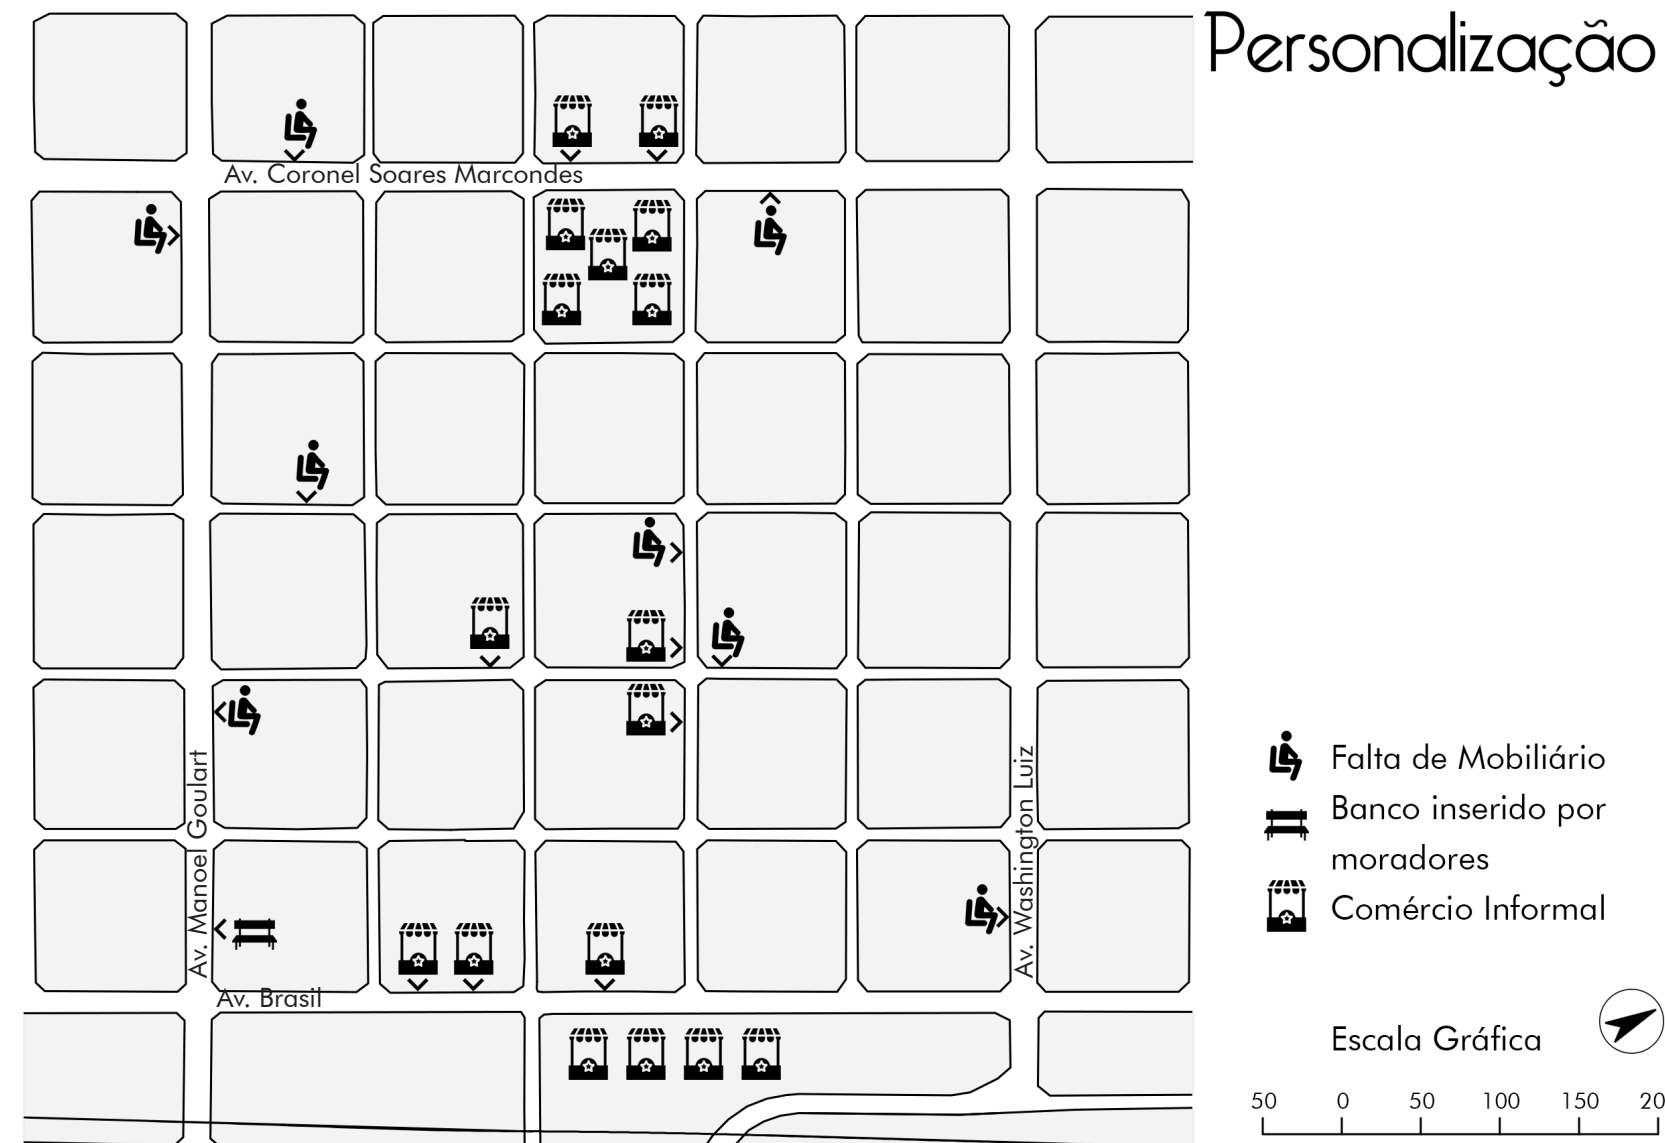 Personalização
Av. Coronel Soares Marcondes
Av. Manoel Goulart
Av. Washington Luiz
Av. Brasil
Falta de Mobiliário
Banco inserido por
moradores
Comércio Informal
Escala Gráfica
50 0 50 100 150 20